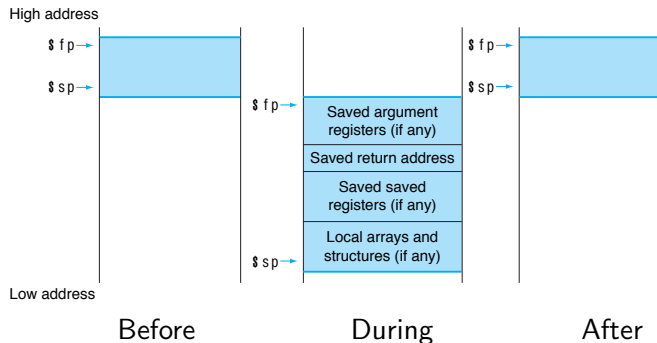 High address
$fp
$sp
$fp
Saved argument
registers (if any)
Saved return address
Saved saved
registers (if any)
Local arrays and
structures (if any)
$sp
$fp
$sp
Low address
Before
During
After